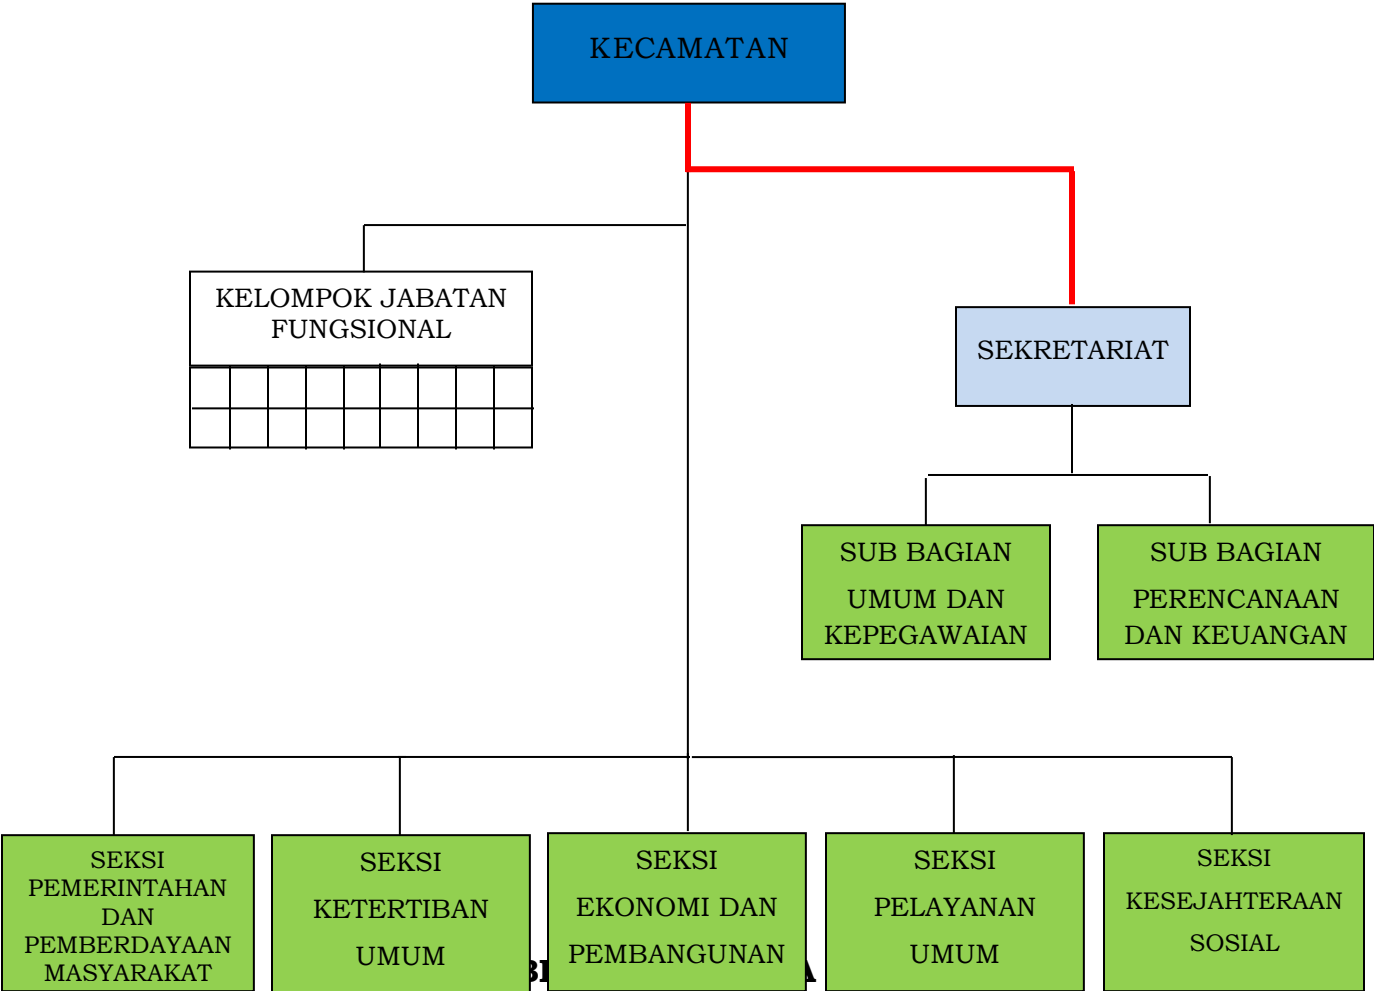 KECAMATAN
KELOMPOK JABATAN
FUNGSIONAL
SEKRETARIAT
SUB BAGIAN
UMUM DAN
KEPEGAWAIAN
SUB BAGIAN
PERENCANAAN
DAN KEUANGAN
SEKSI
PEMERINTAHAN
DAN
PEMBERDAYAAN
MASYARAKAT
SEKSI
KETERTIBAN
UMUM
SEKSI
EKONOMI DAN
PEMBANGUNAN
SEKSI
PELAYANAN
UMUM
SEKSI
KESEJAHTERAAN
SOSIAL